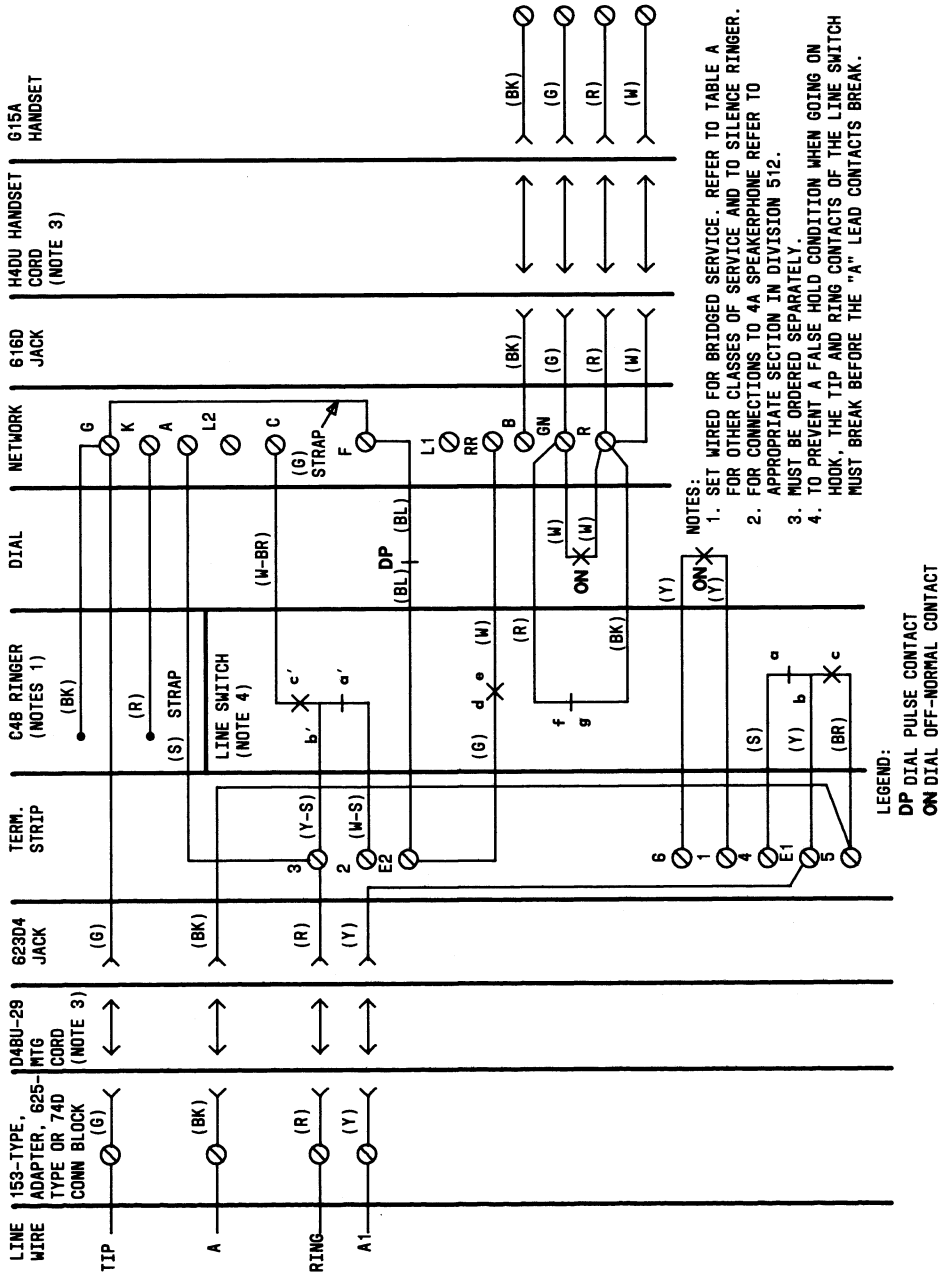 LINE
WIRE
153-TYPE,
ADAPTER, 625-
TYPE OR 74D
CONN BLOCK
D4BU-29
MTG
CORD
(NOTE 3)
623D4
JACK
TERM.
STRIP
C4B RINGER
(NOTES 1)
DIAL
NETWORK
616D
JACK
H4DU HANDSET
CORD
(NOTE 3)
G15A
HANDSET
TIP
(G)
(G)
(BK)
G
K
(R)
A
(S) STRAP
L2
A
(BK)
(BK)
LINE SWITCH
(NOTE 4)
C
(W-BR)
c'
b'
a'
(G)
STRAP
RING
(R)
(R)
3
(Y-S)
A1
(Y)
(Y)
2
(W-S)
E2
F
(BL)
DP
(BL)
L1
RR
(G)
d
e
(W)
B
(BK)
(BK)
GN
(G)
(G)
R
(R)
(R)
(W)
(W)
(R)
(W)
ON
(W)
f
g
(BK)
6
(Y)
1
ON
(Y)
4
(S)
a
E1
(Y)
b
5
(BR)
c
NOTES:
1. SET WIRED FOR BRIDGED SERVICE. REFER TO TABLE A
FOR OTHER CLASSES OF SERVICE AND TO SILENCE RINGER.
2. FOR CONNECTIONS TO 4A SPEAKERPHONE REFER TO
APPROPRIATE SECTION IN DIVISION 512.
3. MUST BE ORDERED SEPARATELY.
4. TO PREVENT A FALSE HOLD CONDITION WHEN GOING ON
HOOK, THE TIP AND RING CONTACTS OF THE LINE SWITCH
MUST BREAK BEFORE THE "A" LEAD CONTACTS BREAK.
LEGEND:
DP DIAL PULSE CONTACT
ON DIAL OFF-NORMAL CONTACT